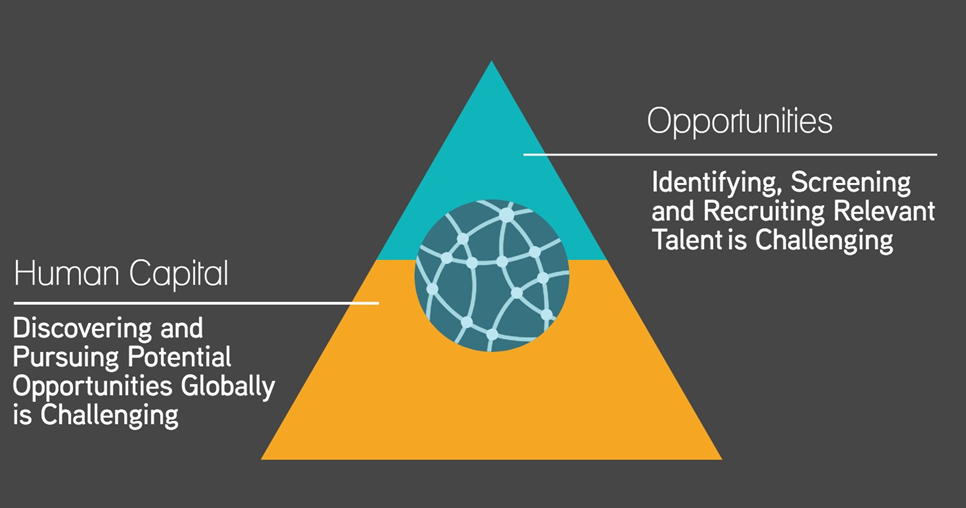 Opportunities
Identifying, Screening
and Recruiting Relevant
Talent is Challenging
Human Capital
Discovering and
Pursuing Potential
Opportunities Globally
is Challenging